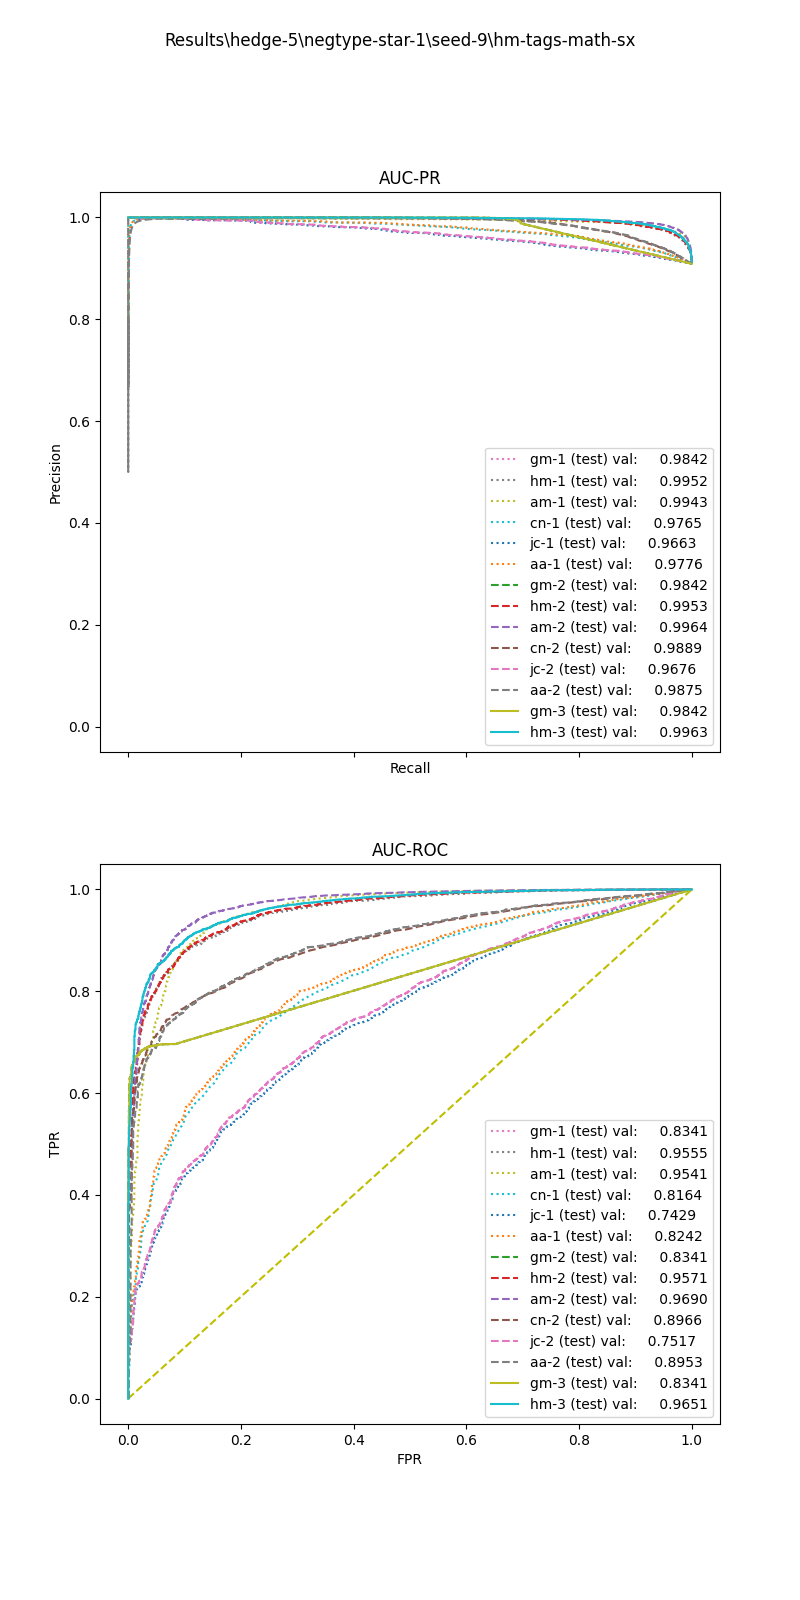 Results\hedge-5\negtype-star-1\seed-9\hm-tags-math-sx
AUC-PR
1.0
0.8
0.6
0.4
0.2
0.0
Precision
gm-1 (test) val: 0.9842
hm-1 (test) val: 0.9952
am-1 (test) val: 0.9943
cn-1 (test) val: 0.9765
jc-1 (test) val: 0.9663
aa-1 (test) val: 0.9776
gm-2 (test) val: 0.9842
hm-2 (test) val: 0.9953
am-2 (test) val: 0.9964
cn-2 (test) val: 0.9889
jc-2 (test) val: 0.9676
aa-2 (test) val: 0.9875
gm-3 (test) val: 0.9842
hm-3 (test) val: 0.9963
Recall
AUC-ROC
1.0
0.8
0.6
0.4
0.2
0.0
TPR
gm-1 (test) val: 0.8341
hm-1 (test) val: 0.9555
am-1 (test) val: 0.9541
cn-1 (test) val: 0.8164
jc-1 (test) val: 0.7429
aa-1 (test) val: 0.8242
gm-2 (test) val: 0.8341
hm-2 (test) val: 0.9571
am-2 (test) val: 0.9690
cn-2 (test) val: 0.8966
jc-2 (test) val: 0.7517
aa-2 (test) val: 0.8953
gm-3 (test) val: 0.8341
hm-3 (test) val: 0.9651
0.0 0.2 0.4 0.6 0.8 1.0
FPR